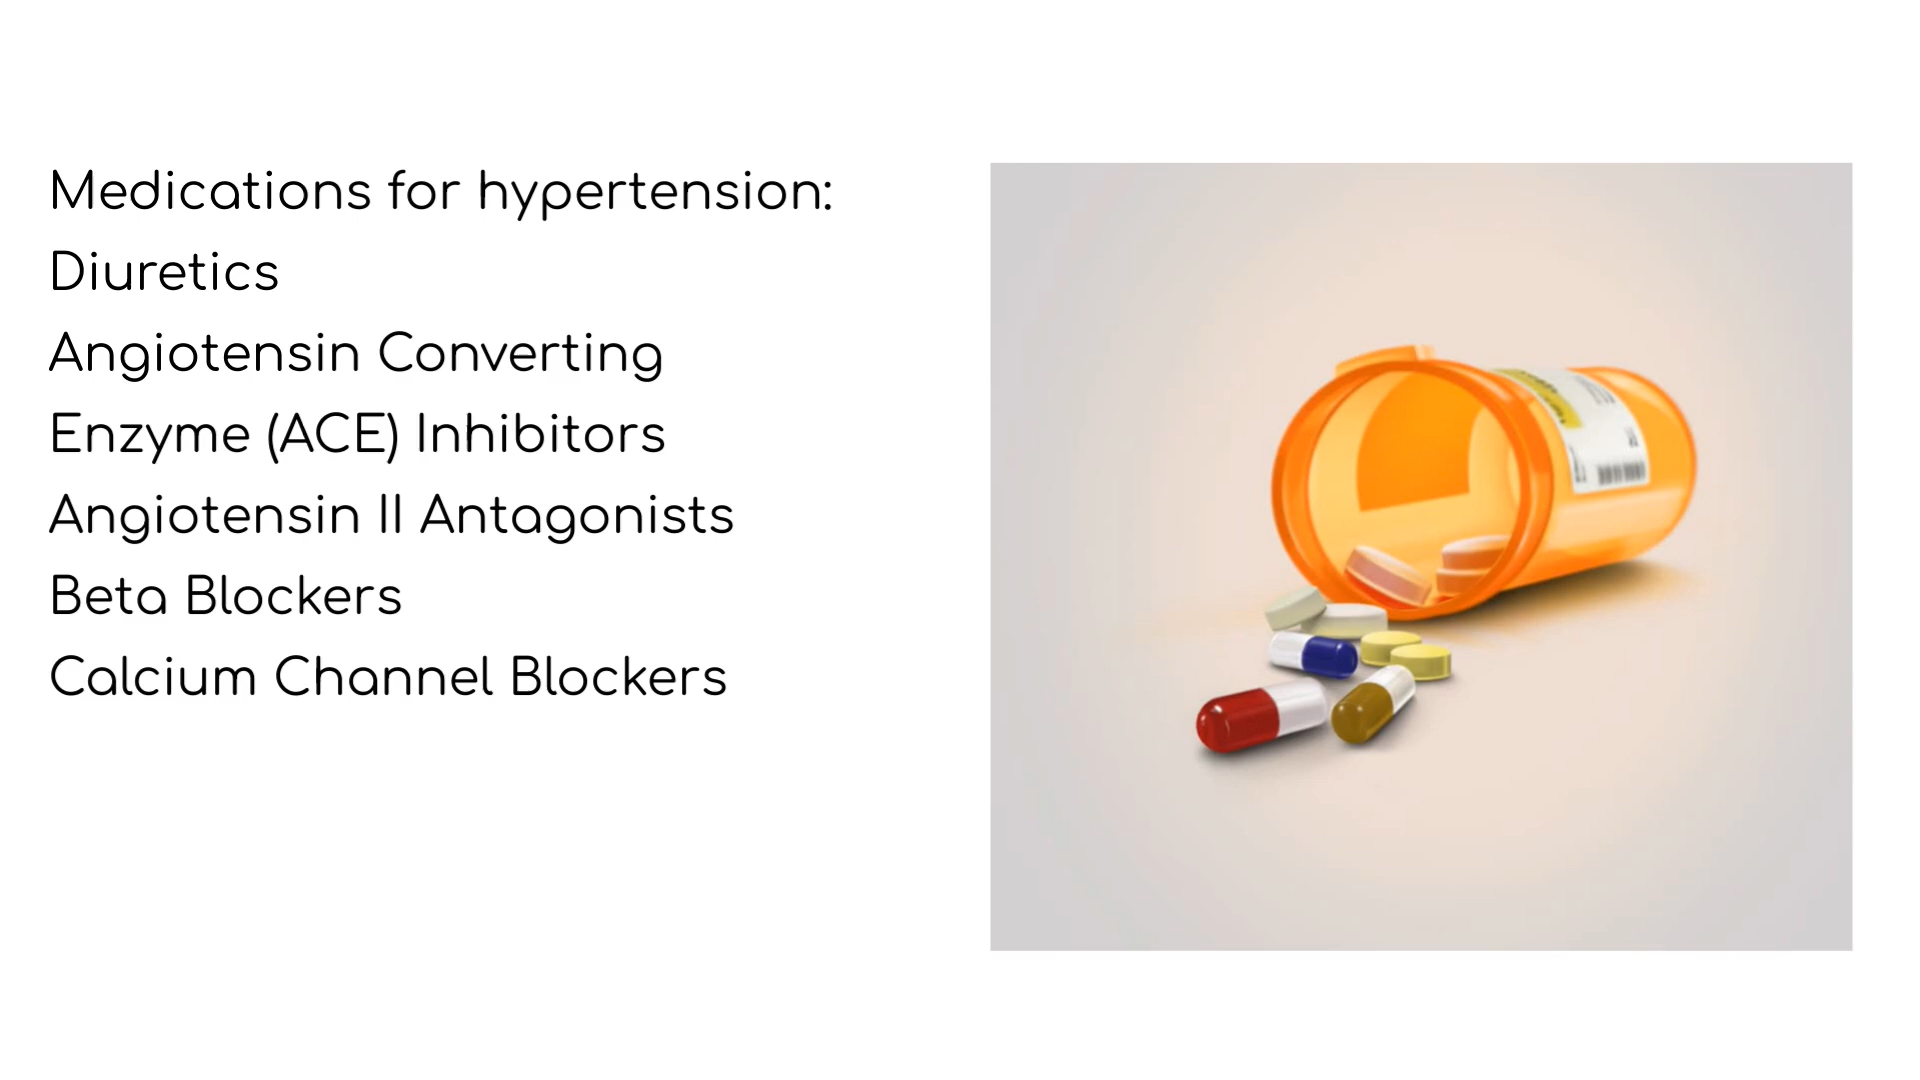 Medications for hypertension:
Diuretics
Angiotensin Converting
Enzyme (ACE) Inhibitors
Angiotensin II Antagonists
Beta Blockers
Calcium Channel Blockers